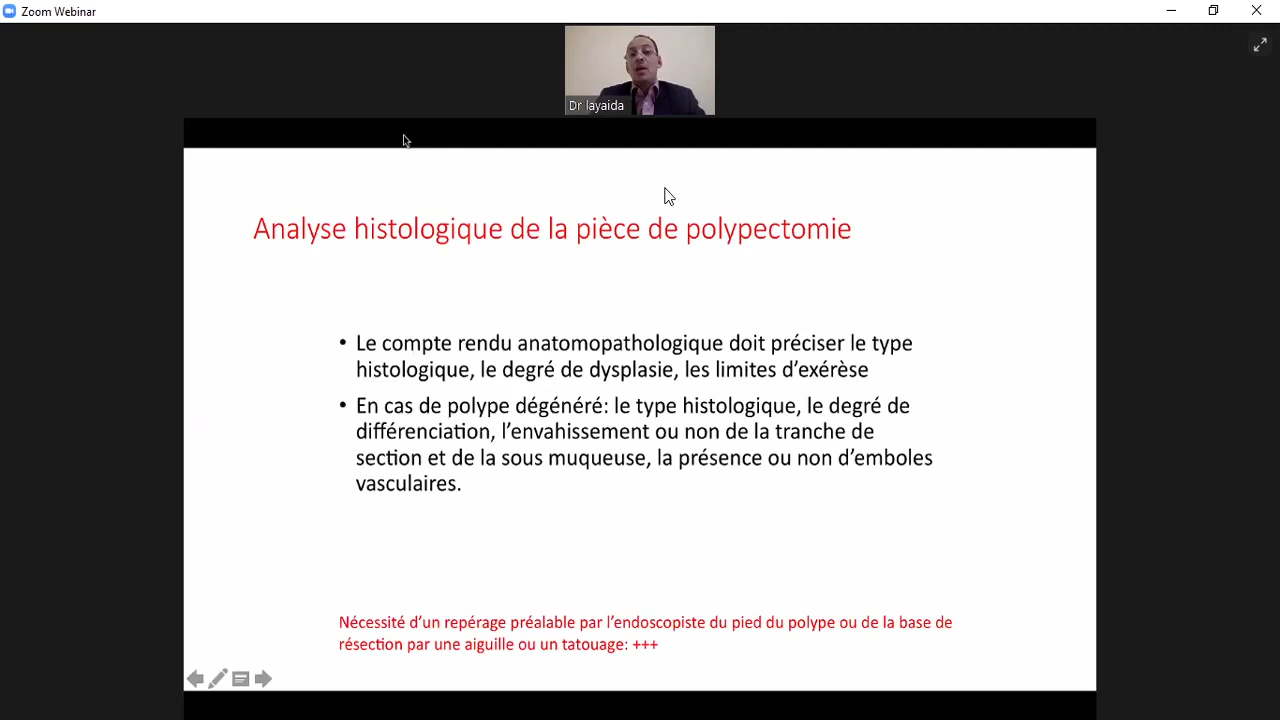 Zoom Webinar
Dr layaida
Analyse histologique de la pièce de polypectomie
• Le compte rendu anatomopathologique doit préciser le type
histologique, le degré de dysplasie, les limites d'exérèse
• En cas de polype dégénéré: le type histologique, le degré de
différenciation, l'envahissement ou non de la tranche de
section et de la sous muqueuse, la présence ou non d'emboles
vasculaires.
Nécessité d'un repérage préalable par l'endoscopiste du pied du polype ou de la base de
résection par une aiguille ou un tatouage: +++